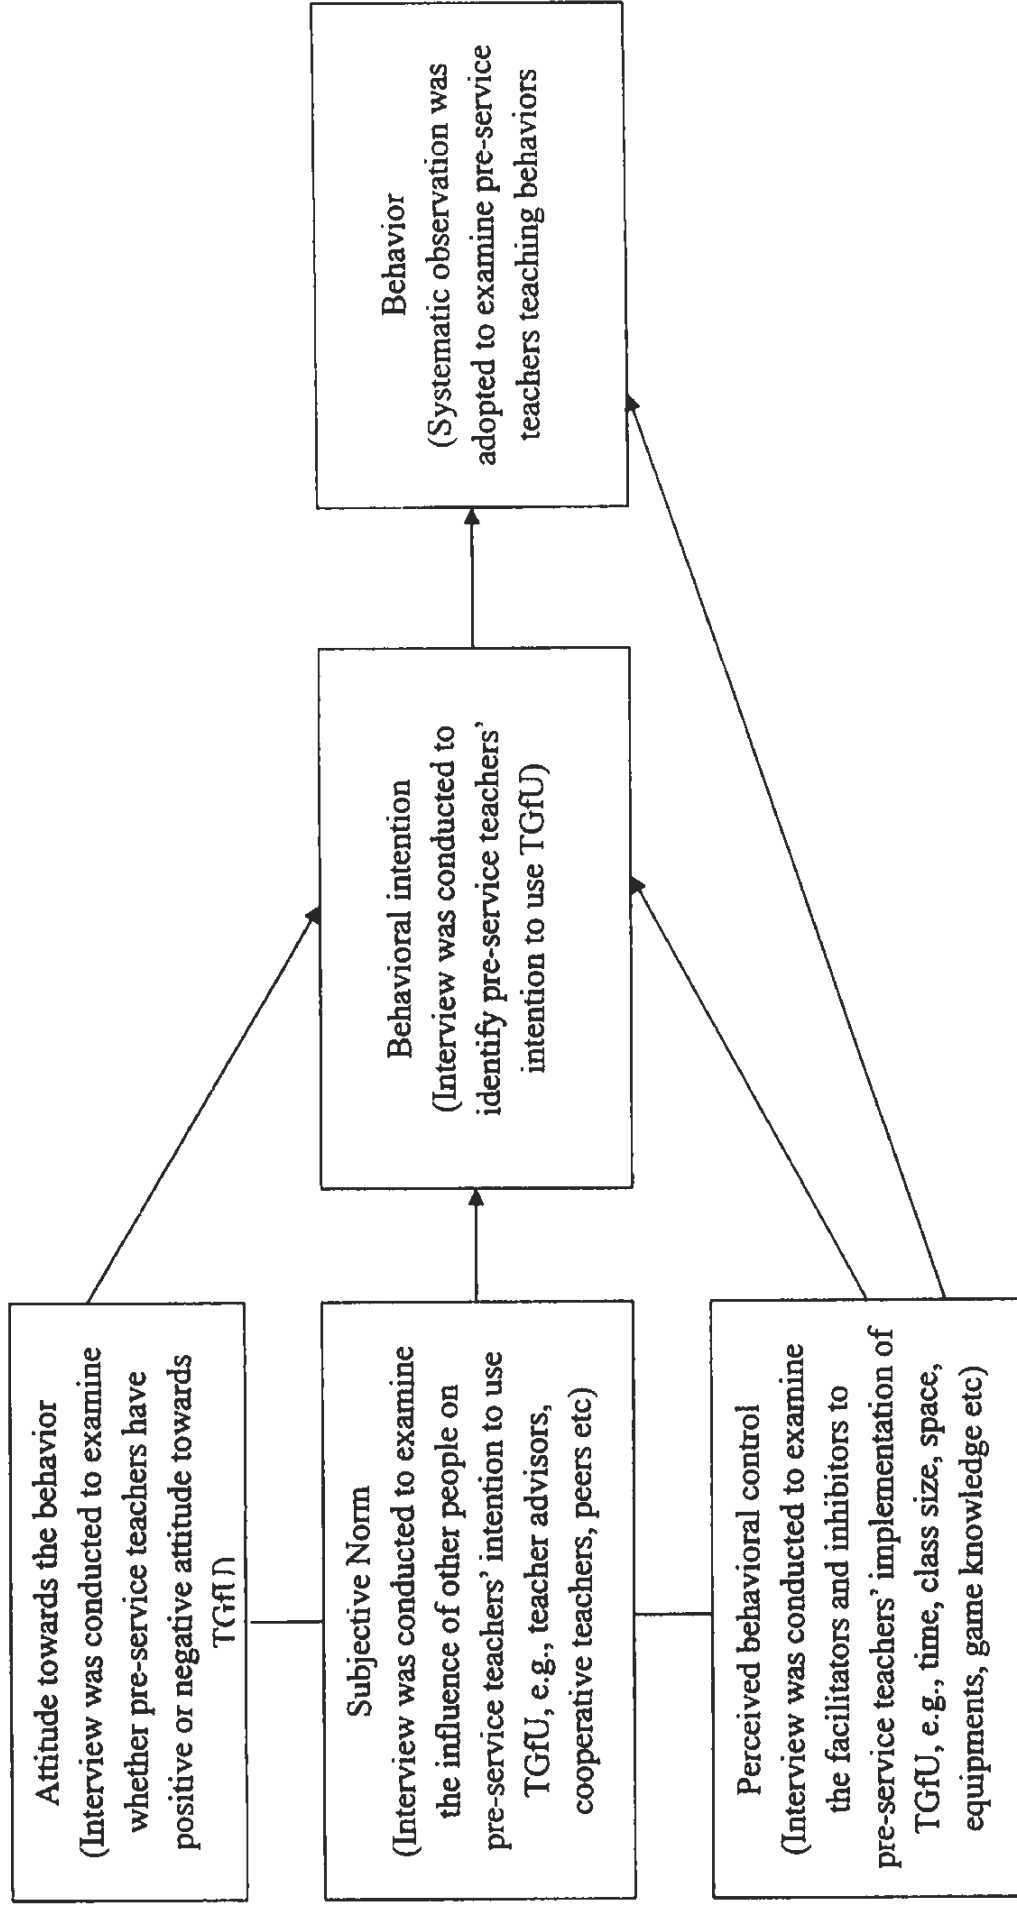 Attitude towards the behavior
(Interview was conducted to examine
whether pre-service teachers have
positive or negative attitude towards
TGfU)
Subjective Norm
(Interview was conducted to examine
the influence of other people on
pre-service teachers' intention to use
TGfU, e.g., teacher advisors,
cooperative teachers, peers etc)
Perceived behavioral control
(Interview was conducted to examine
the facilitators and inhibitors to
pre-service teachers' implementation of
TGfU, e.g., time, class size, space,
equipments, game knowledge etc)
Behavioral intention
(Interview was conducted to
identify pre-service teachers'
intention to use TGfU)
Behavior
(Systematic observation was
adopted to examine pre-service
teachers teaching behaviors